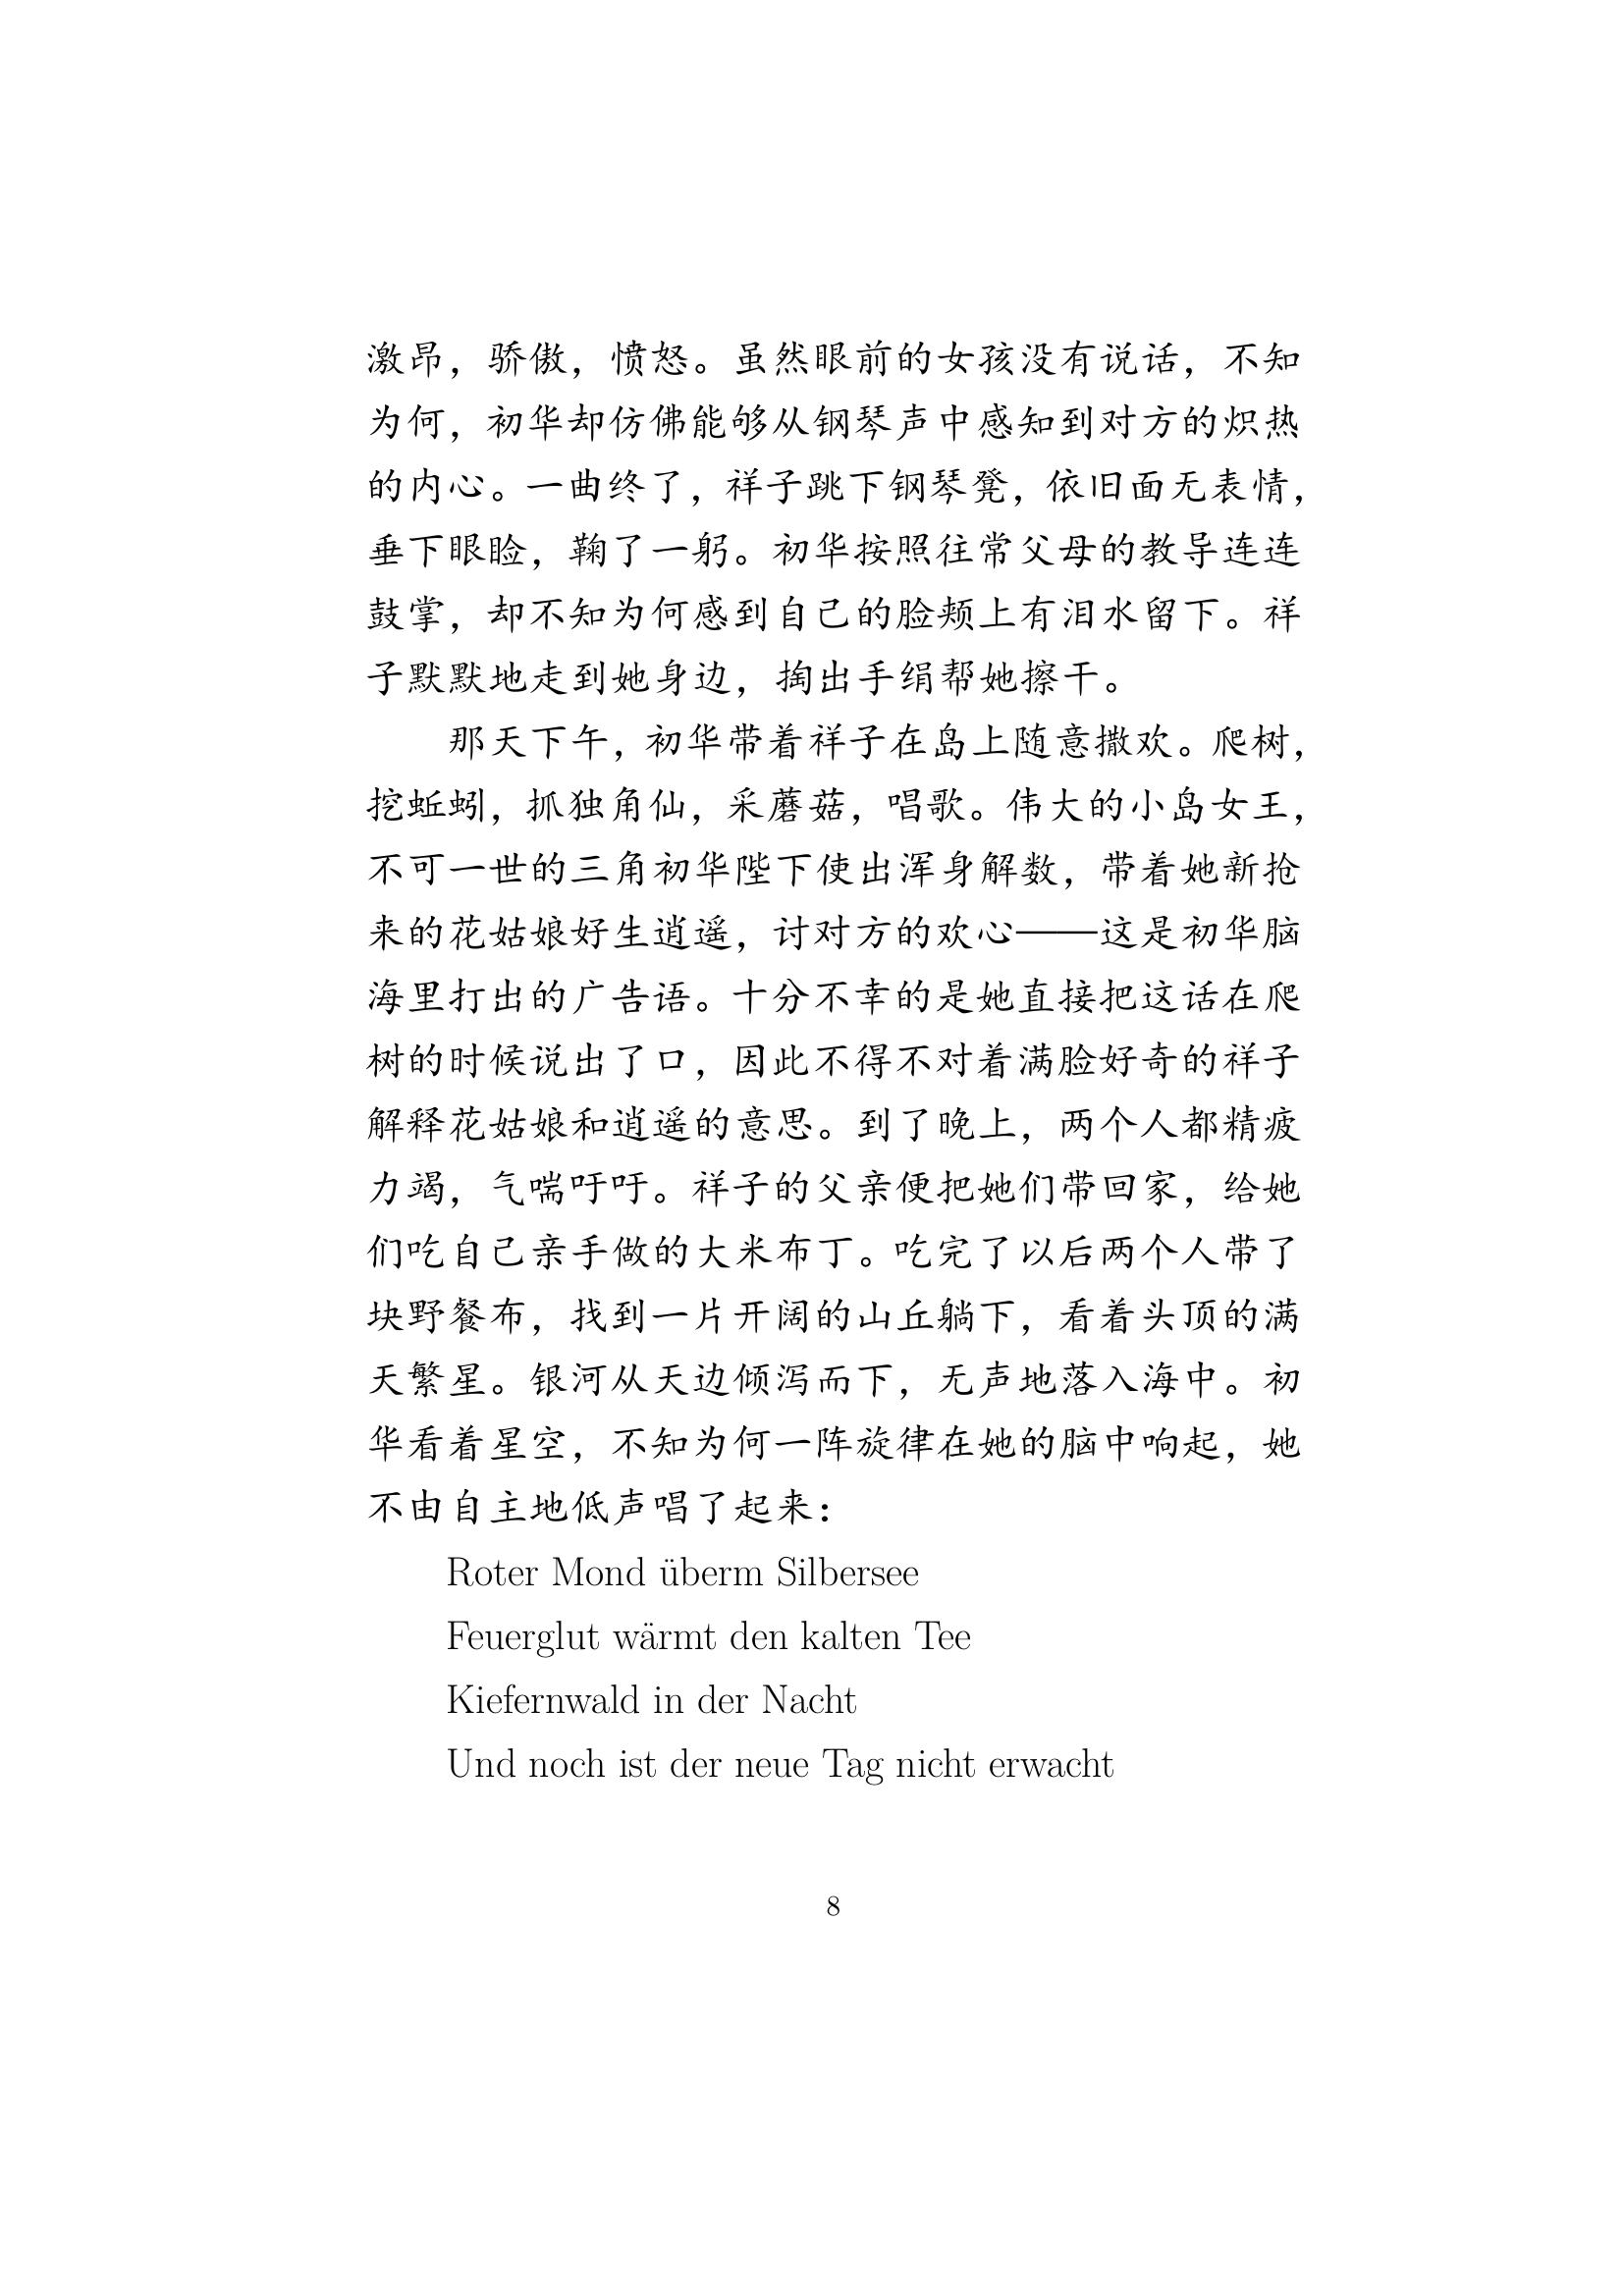 激昂，骄傲，愤怒。虽然眼前的女孩没有说话，不知
为何，初华却仿佛能够从钢琴声中感知到对方的炽热
的内心。一曲终了，祥子跳下钢琴凳，依旧面无表情，
垂下眼睑，鞠了一躬。初华按照往常父母的教导连连
鼓掌，却不知为何感到自己的脸颊上有泪水留下。祥
子默默地走到她身边，掏出手绢帮她擦干。
那天下午，初华带着祥子在岛上随意撒欢。爬树，
挖蚯蚓，抓独角仙，采蘑菇，唱歌。伟大的小岛女王，
不可一世的三角初华陛下使出浑身解数，带着她新抢
来的花姑娘好生逍遥，讨对方的欢心——这是初华脑
海里打出的广告语。十分不幸的是她直接把这话在爬
树的时候说出了口，因此不得不对着满脸好奇的祥子
解释花姑娘和逍遥的意思。到了晚上，两个人都精疲
力竭，气喘吁吁。祥子的父亲便把她们带回家，给她
们吃自己亲手做的大米布丁。吃完了以后两个人带了
块野餐布，找到一片开阔的山丘躺下，看着头顶的满
天繁星。银河从天边倾泻而下，无声地落入海中。初
华看着星空，不知为何一阵旋律在她的脑中响起，她
不由自主地低声唱了起来：
Roter Mond überm Silbersee
Feuerglut wärmt den kalten Tee
Kiefernwald in der Nacht
Und noch ist der neue Tag nicht erwacht
8